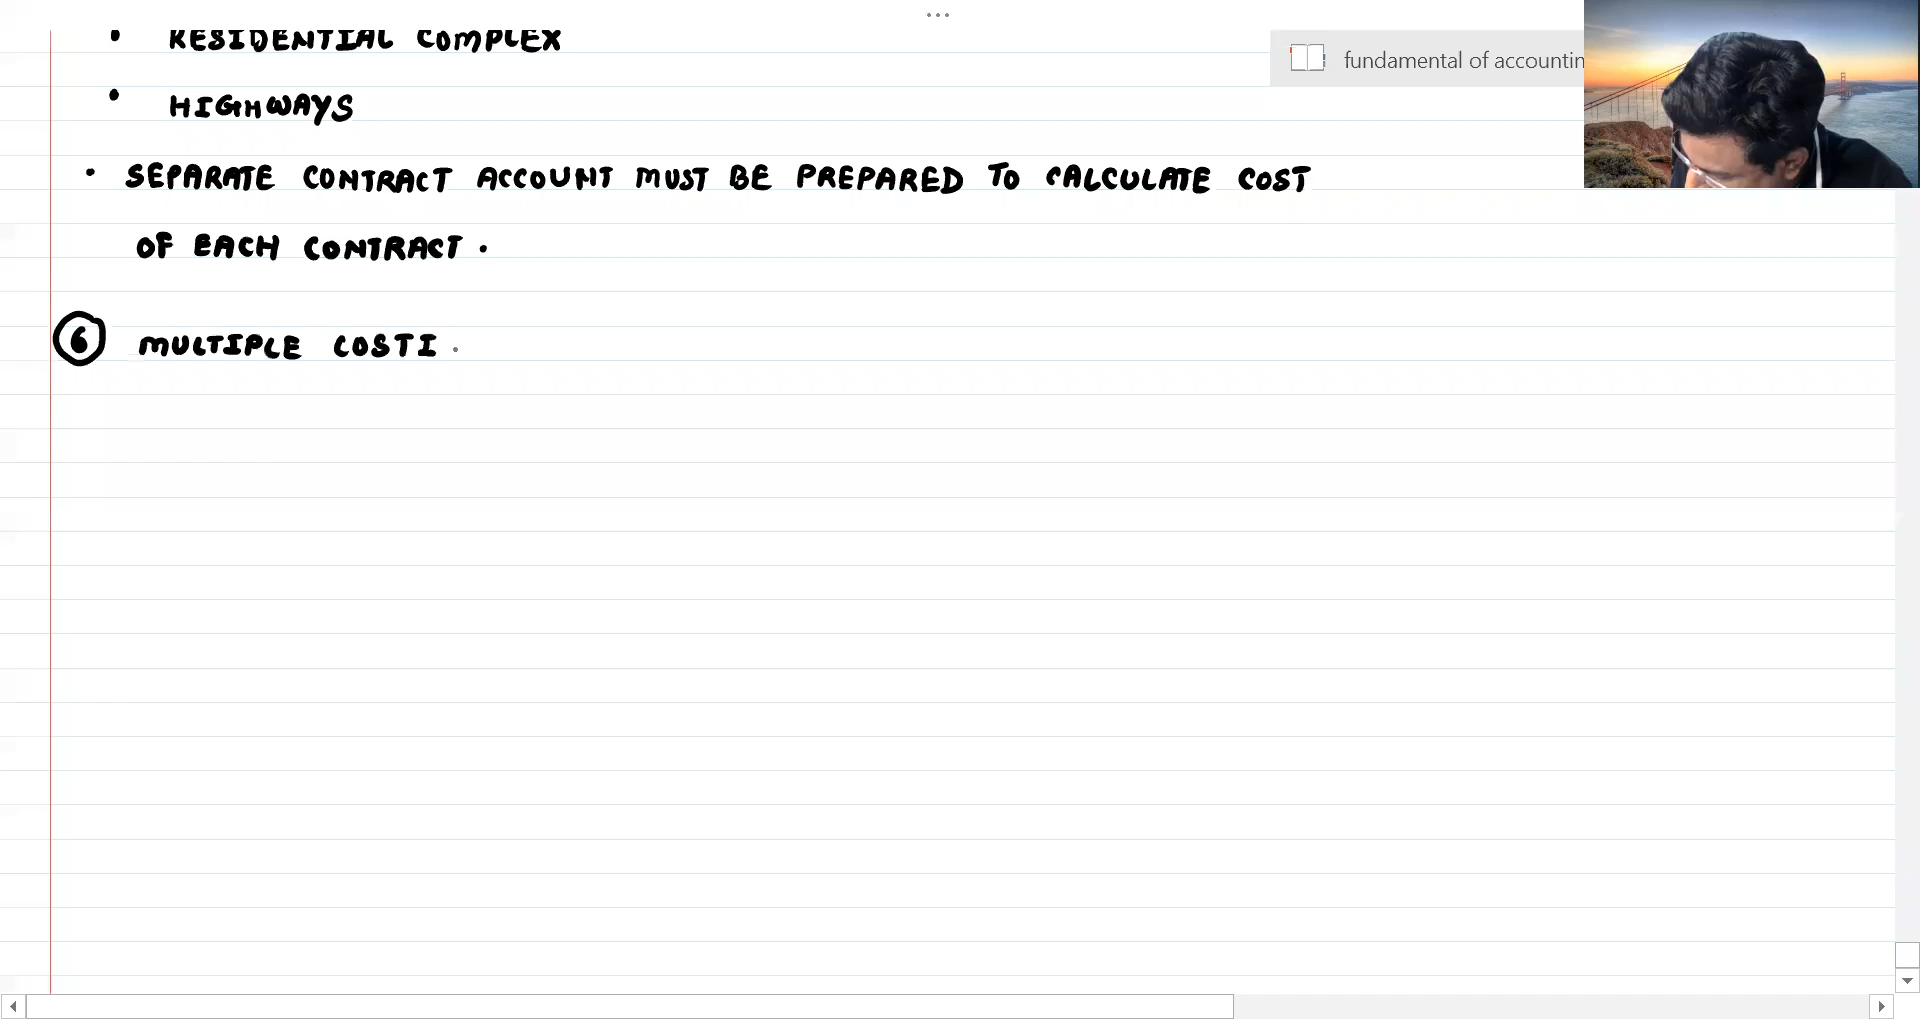 • RESIDENTIAL COMPLEX
fundamental of accountin
• HIGHWAYS
• SEPARATE CONTRACT ACCOUNT MUST BE PREPARED TO CALCULATE COST
OF EACH CONTRACT.
6 MULTIPLE COSTI